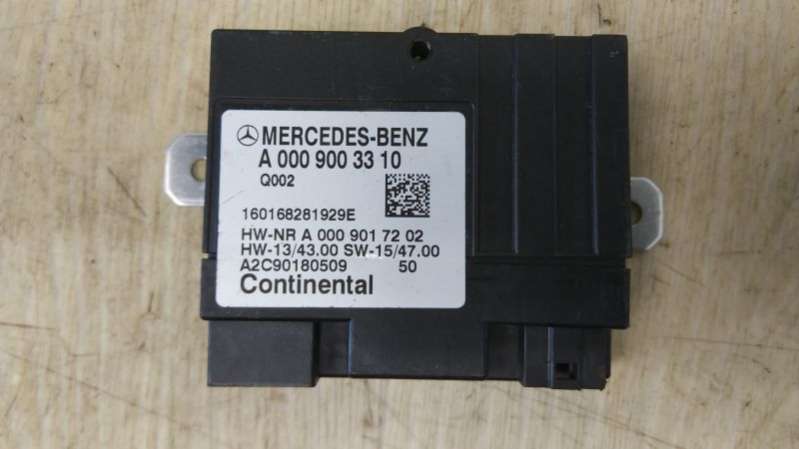 MERCEDES-BENZ
A 000 900 33 10
Q002
160168281929E
HW-NR A 000 901 72 02
HW-13/43.00 SW-15/47.00
A2C90180509 50
Continental